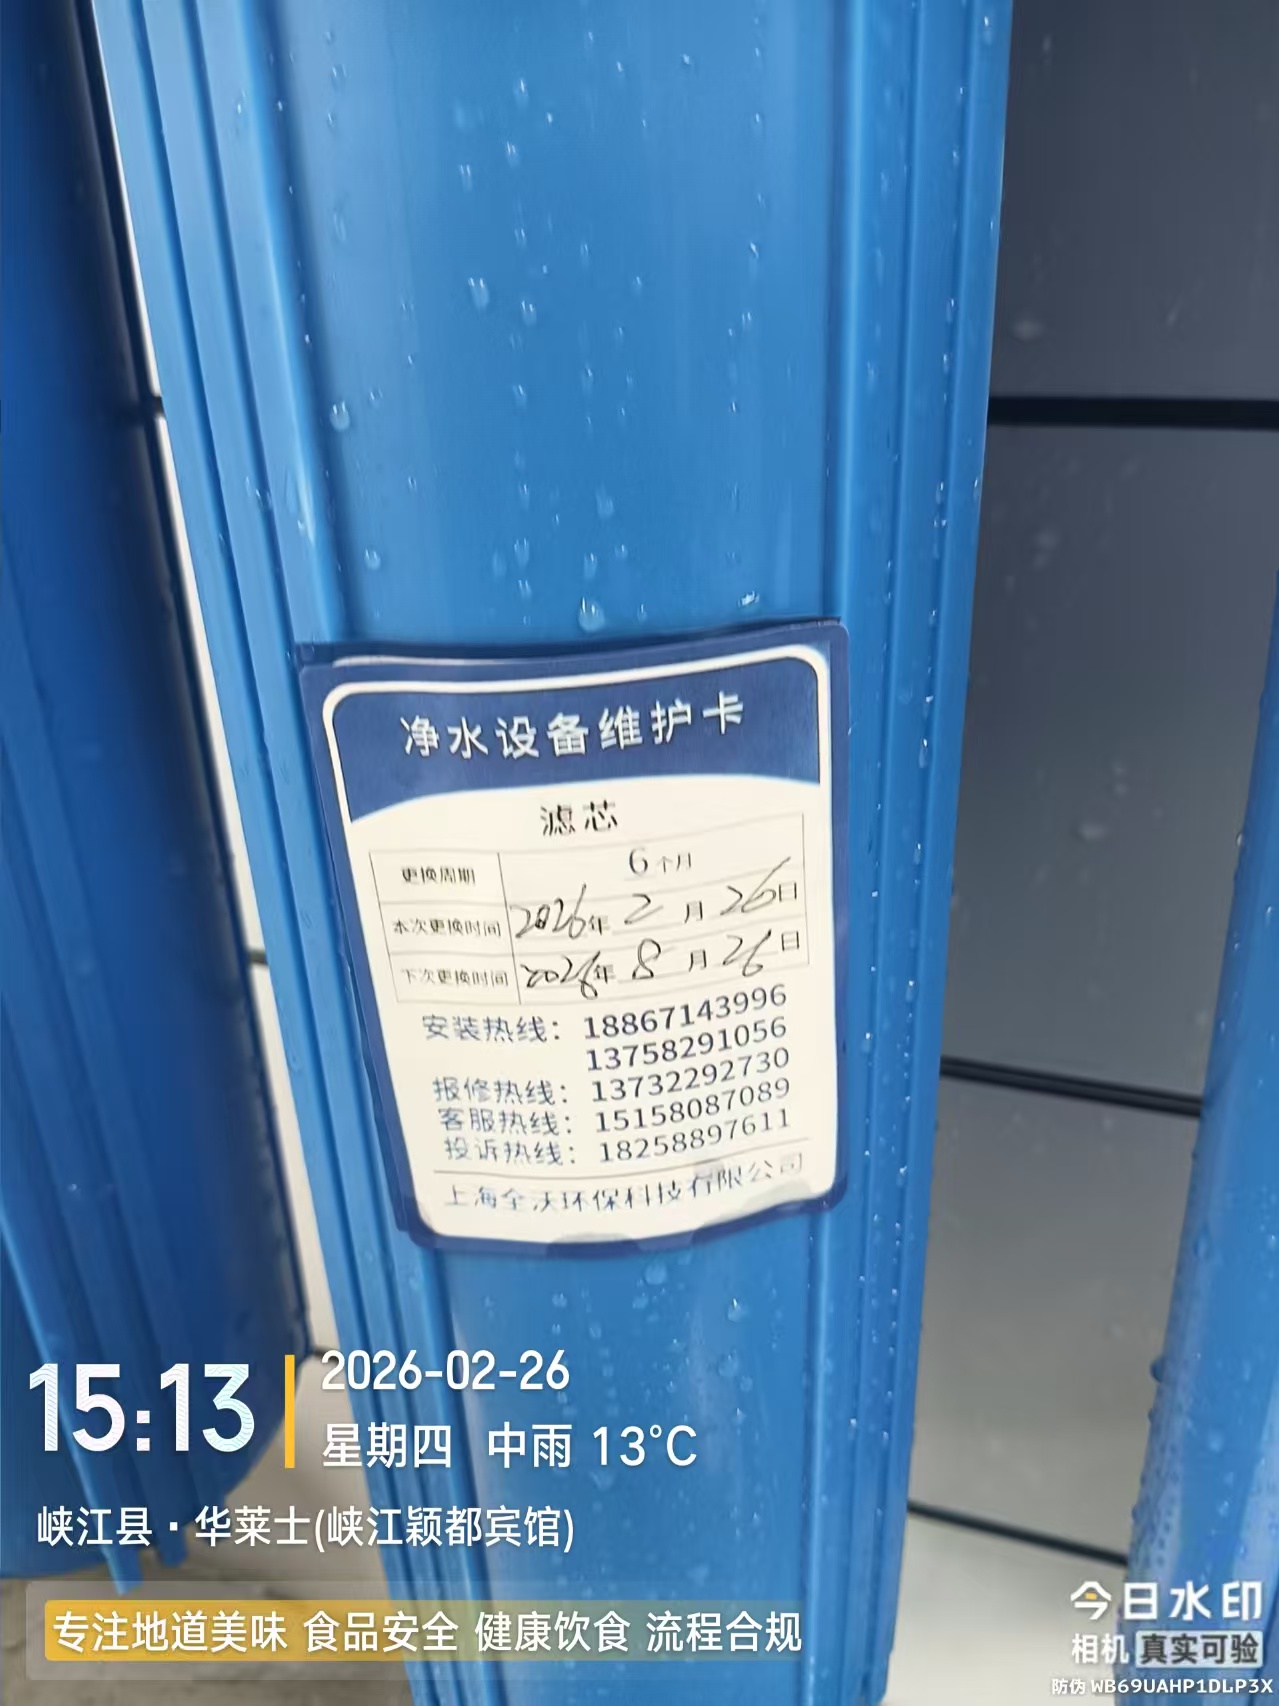 净水设备维护卡
滤芯
更换周期 6个月
本次更换时间 2026年 2 月 26日
下次更换时间 2026年 8 月 26日
安装热线：18867143996
13758291056
报修热线：13732292730
客服热线：15158087089
投诉热线：18258897611
上海全沃环保科技有限公司
15:13
2026-02-26
星期四 中雨 13°C
峡江县·华莱士(峡江颖都宾馆)
专注地道美味 食品安全 健康饮食 流程合规
今日水印
相机 真实可验
防伪 WB69UAHP1DLP3X